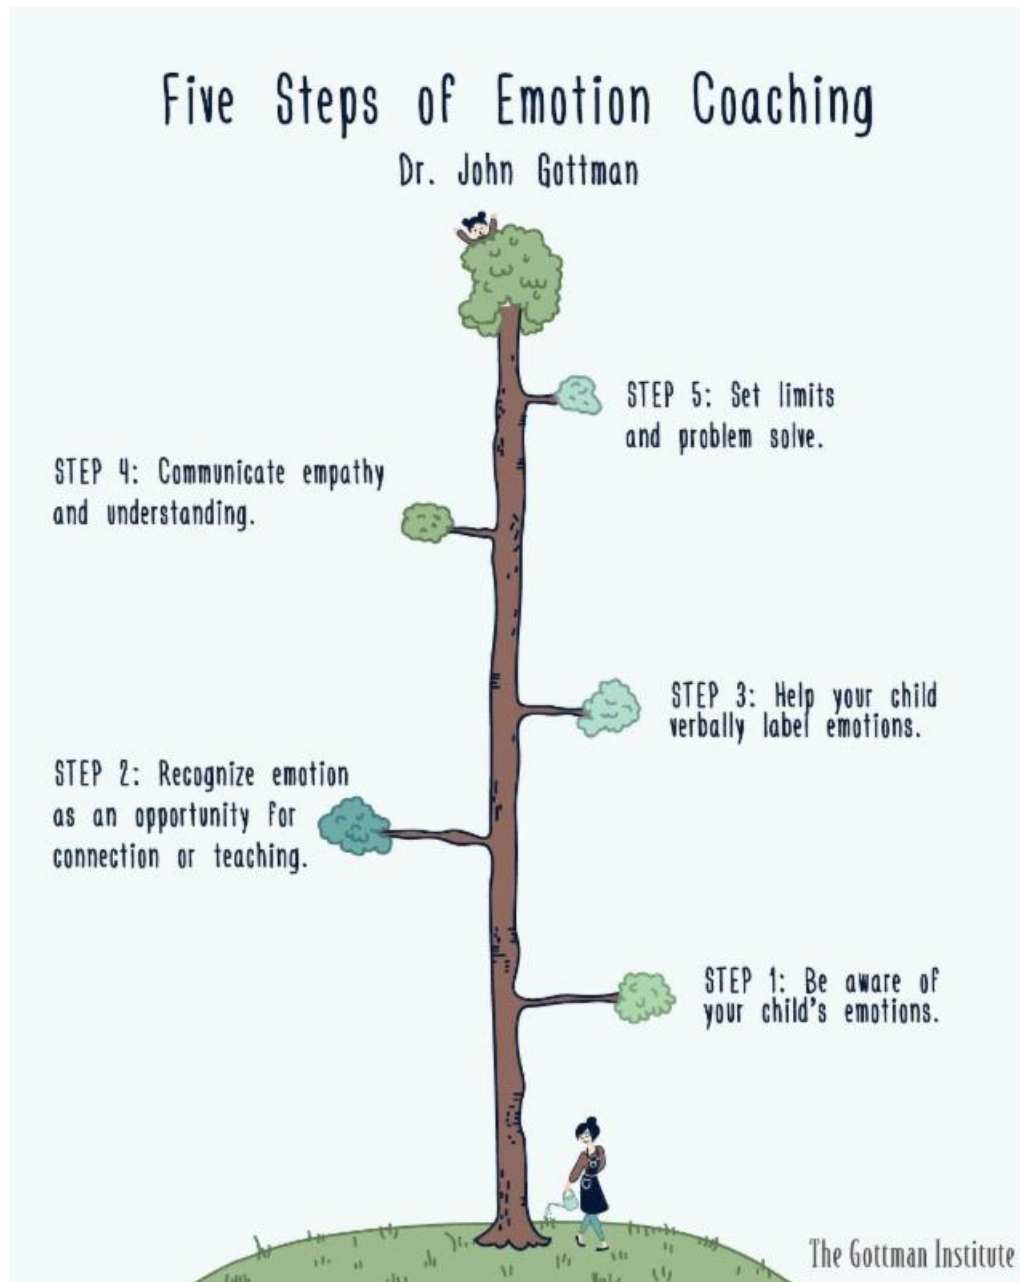 Five Steps of Emotion Coaching
Dr. John Gottman
STEP 5: Set limits
and problem solve.
STEP 4: Communicate empathy
and understanding.
STEP 3: Help your child
verbally label emotions.
STEP 2: Recognize emotion
as an opportunity for
connection or teaching.
STEP 1: Be aware of
your child's emotions.
The Gottman Institute